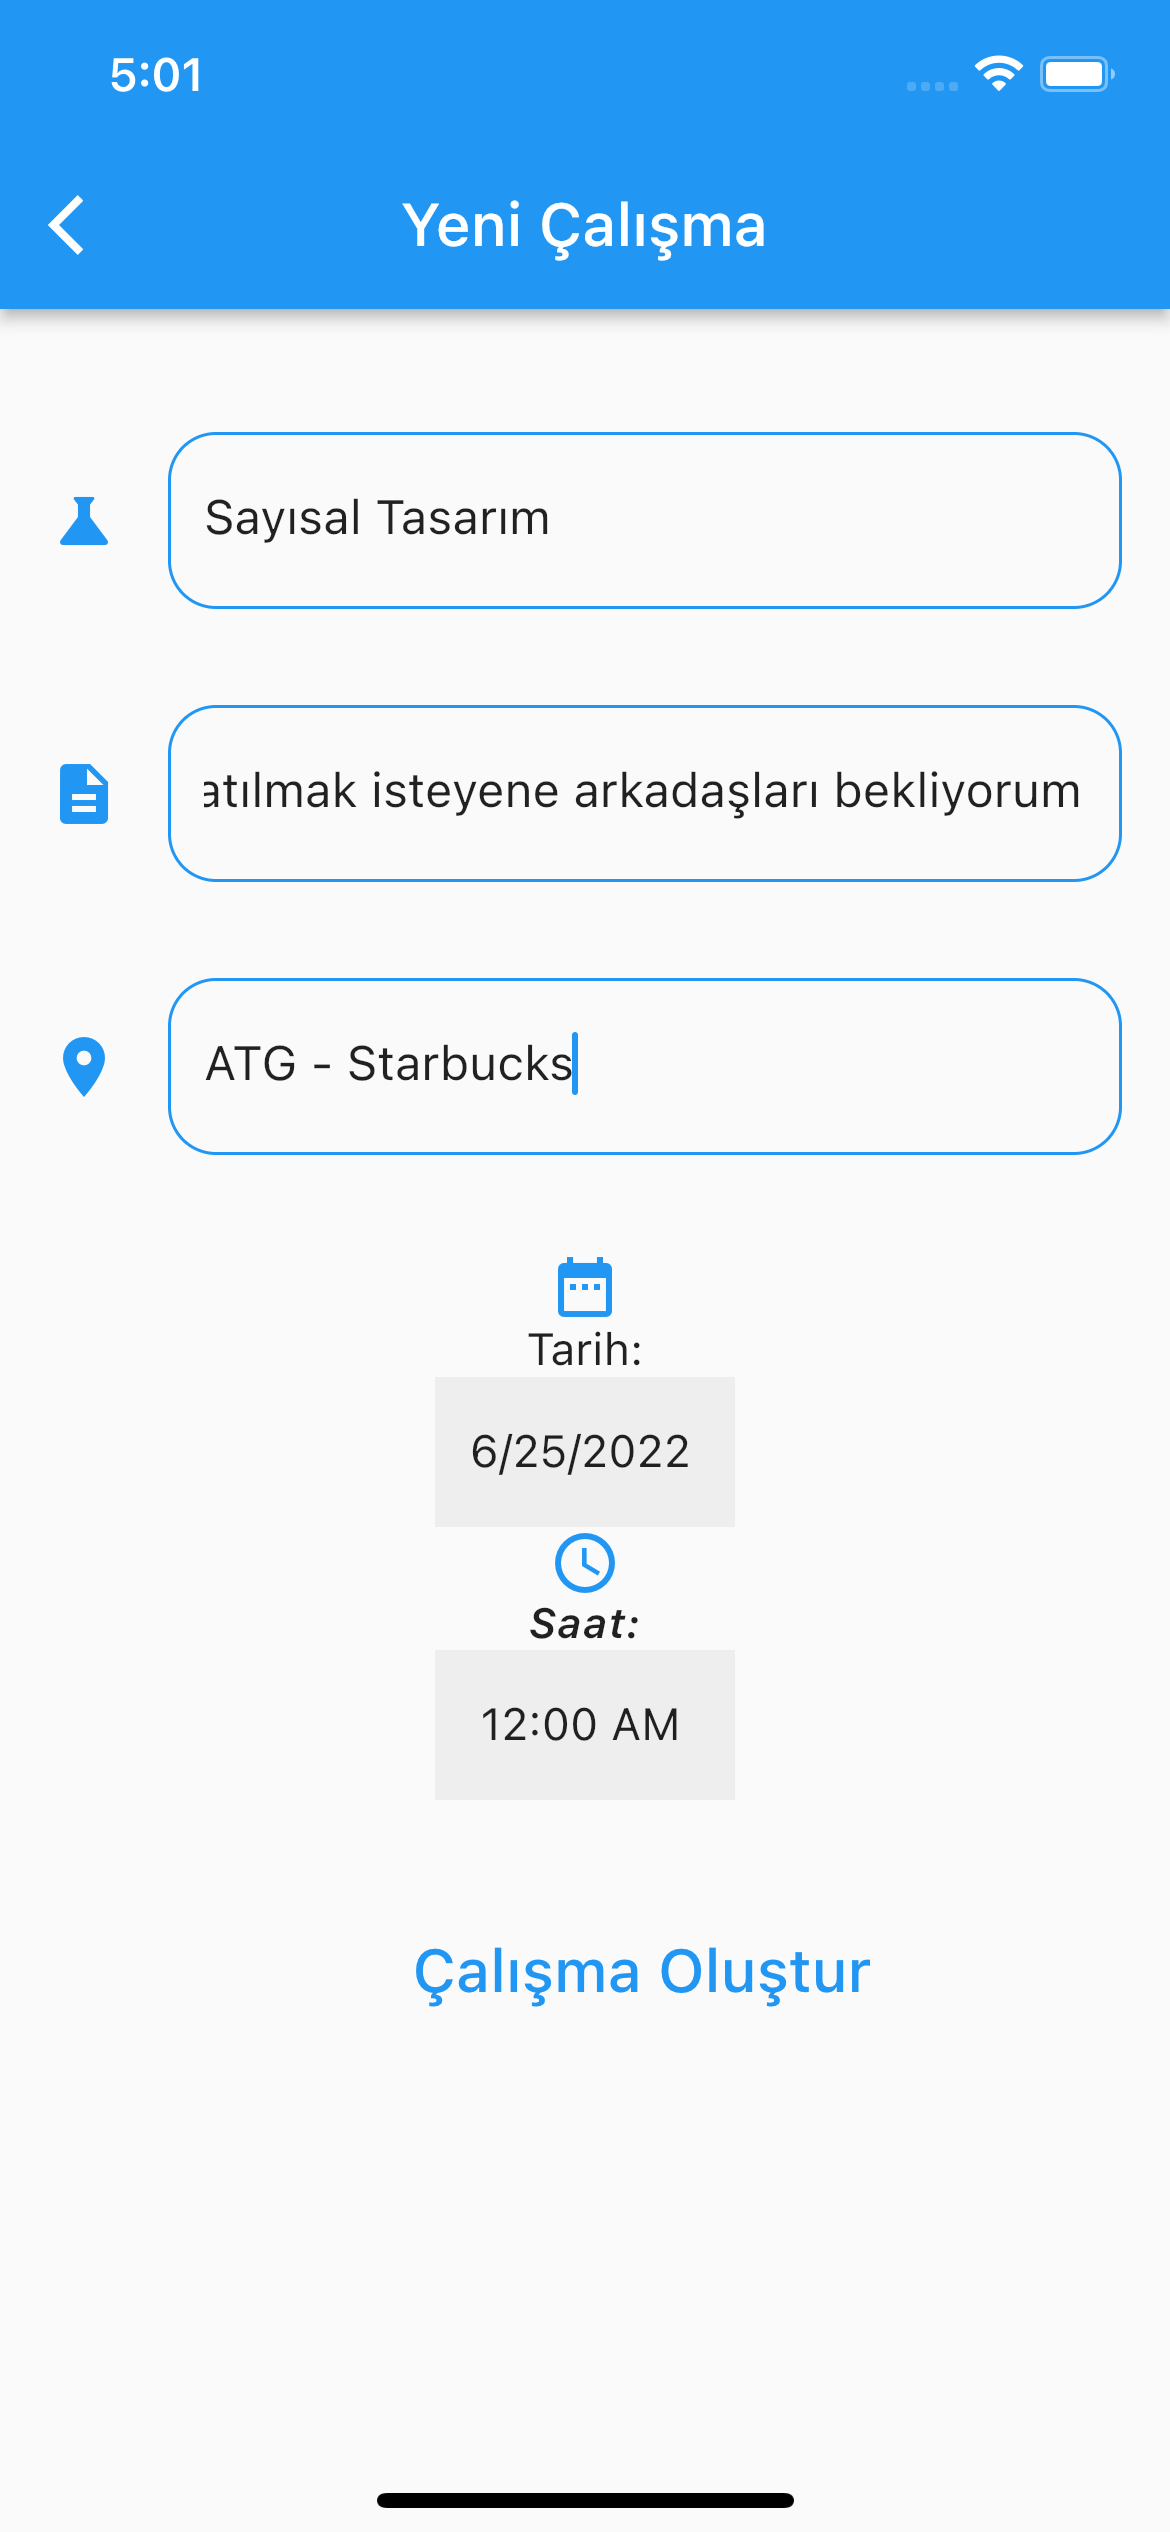 5:01
Yeni Çalışma
Sayısal Tasarım
atılmak isteyene arkadaşları bekliyorum
ATG - Starbucks
Tarih:
6/25/2022
Saat:
12:00 AM
Çalışma Oluştur